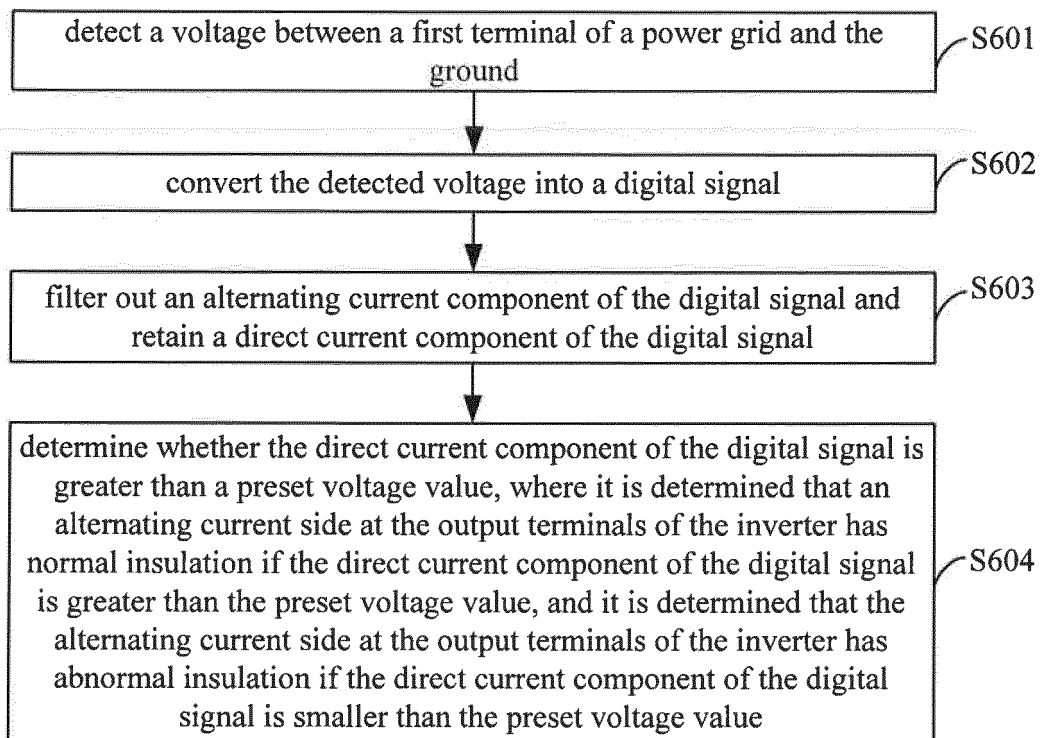 detect a voltage between a first terminal of a power grid and the
ground
S601
convert the detected voltage into a digital signal
S602
filter out an alternating current component of the digital signal and
retain a direct current component of the digital signal
S603
determine whether the direct current component of the digital signal is
greater than a preset voltage value, where it is determined that an
alternating current side at the output terminals of the inverter has
normal insulation if the direct current component of the digital signal
is greater than the preset voltage value, and it is determined that the
alternating current side at the output terminals of the inverter has
abnormal insulation if the direct current component of the digital
signal is smaller than the preset voltage value
S604